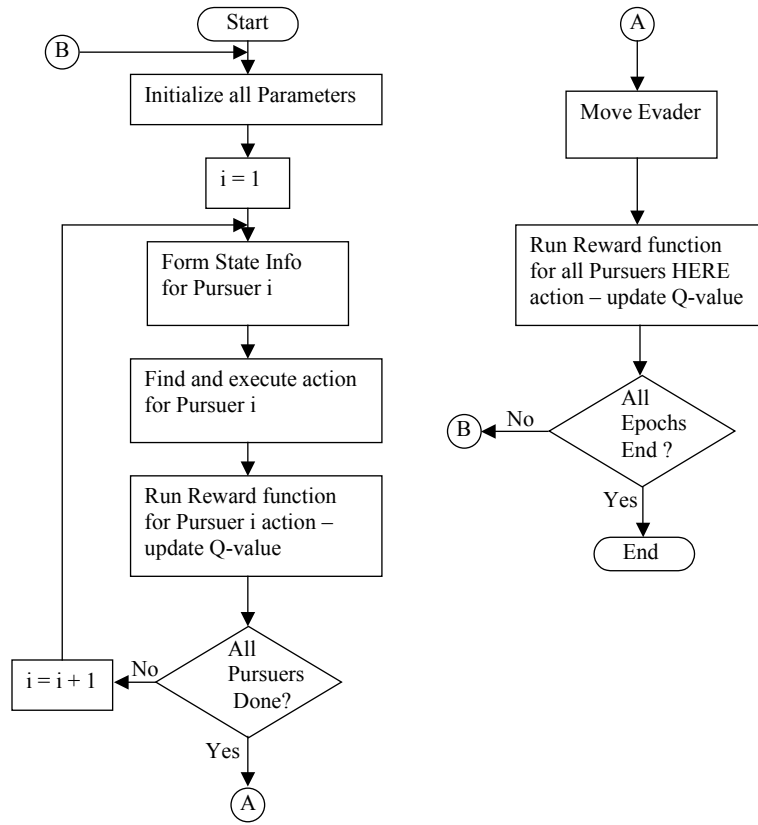 Start
B
Initialize all Parameters
i = 1
Form State Info
for Pursuer i
Find and execute action
for Pursuer i
Run Reward function
for Pursuer i action –
update Q-value
All
Pursuers
Done?
No
i = i + 1
Yes
A
A
Move Evader
Run Reward function
for all Pursuers HERE
action – update Q-value
All
Epochs
End ?
No
B
Yes
End